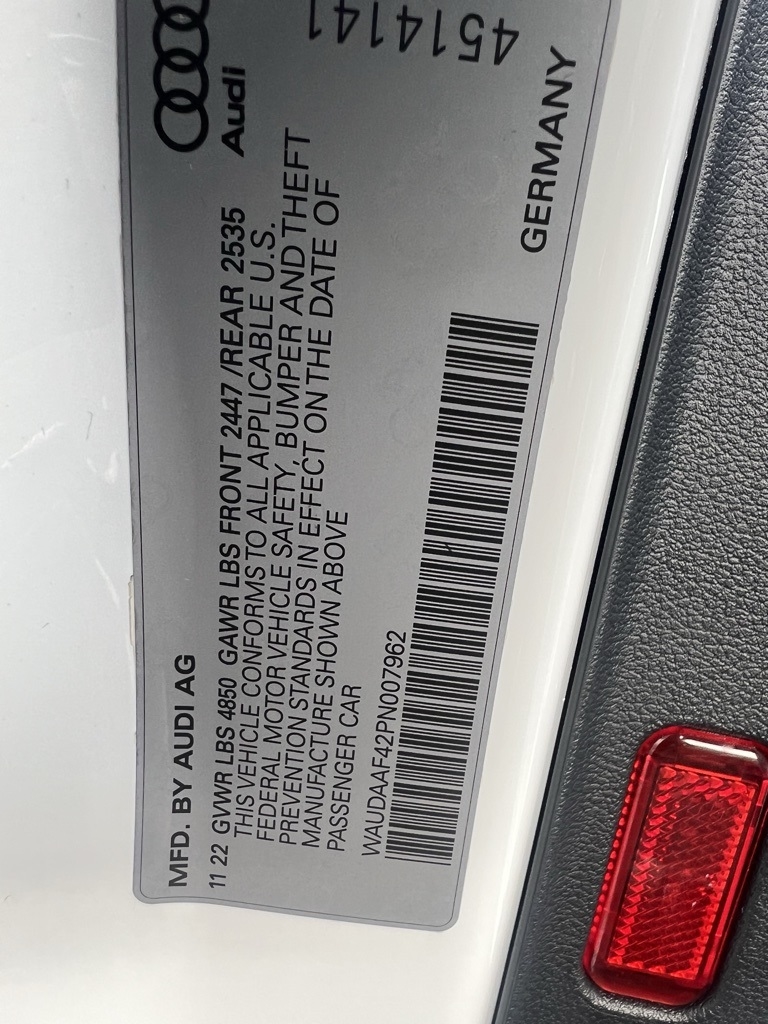 MFD. BY AUDI AG
11 22 GVWR LBS 4850 GAWR LBS FRONT 2447 /REAR 2535
THIS VEHICLE CONFORMS TO ALL APPLICABLE U.S.
FEDERAL MOTOR VEHICLE SAFETY, BUMPER AND THEFT
PREVENTION STANDARDS IN EFFECT ON THE DATE OF
MANUFACTURE SHOWN ABOVE
PASSENGER CAR
WAUDAAF42PN007962
Audi
4514141
GERMANY